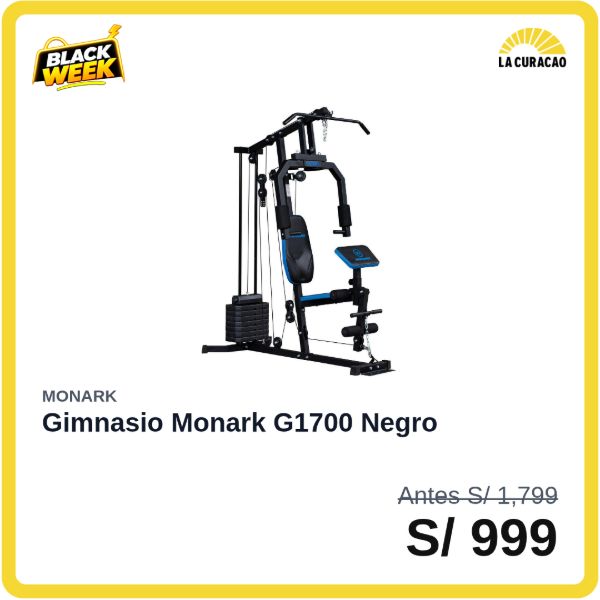 BLACK
WEEK
LA CURACAO
MONARK
Gimnasio Monark G1700 Negro
Antes S/ 1,799
S/ 999